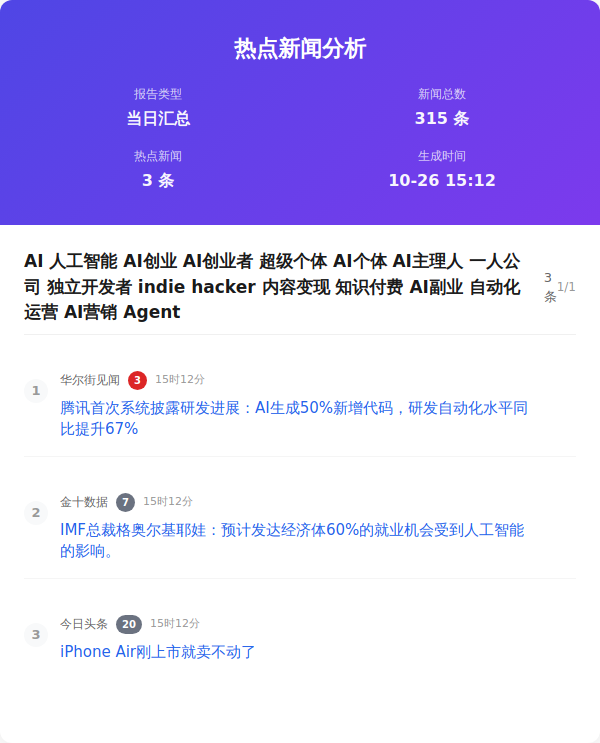 热点新闻分析
报告类型
新闻总数
当日汇总
315 条
热点新闻
生成时间
3 条
10-26 15:12
AI 人工智能 AI创业 AI创业者 超级个体 AI个体 AI主理人 一人公
司 独立开发者 indie hacker 内容变现 知识付费 AI副业 自动化
运营 AI营销 Agent
3
条
1/1
1
华尔街见闻 3 15时12分
腾讯首次系统披露研发进展：AI生成50%新增代码，研发自动化水平同
比提升67%
2
金十数据 7 15时12分
IMF总裁格奥尔基耶娃：预计发达经济体60%的就业机会受到人工智能
的影响。
3
今日头条 20 15时12分
iPhone Air刚上市就卖不动了